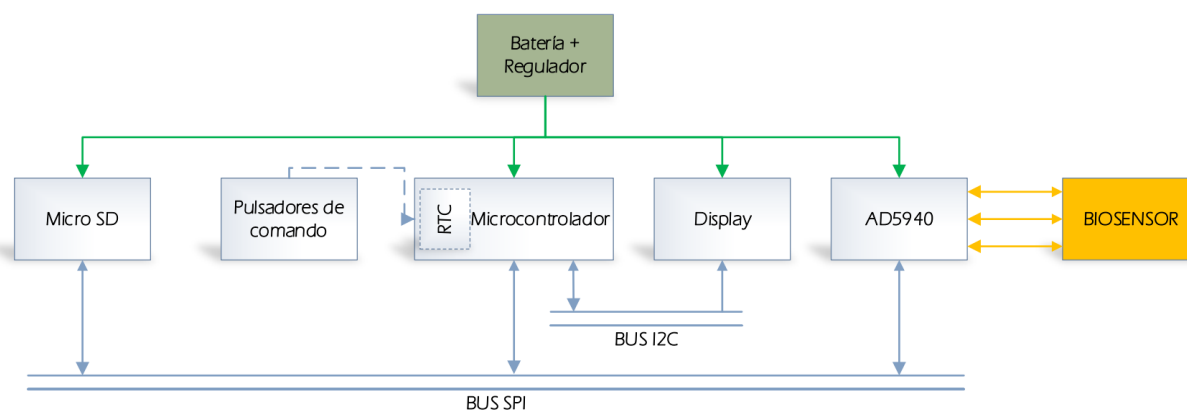 Batería +
Regulador
Micro SD
Pulsadores de
comando
RTC
Microcontrolador
Display
AD5940
BIOSENSOR
BUS I2C
BUS SPI